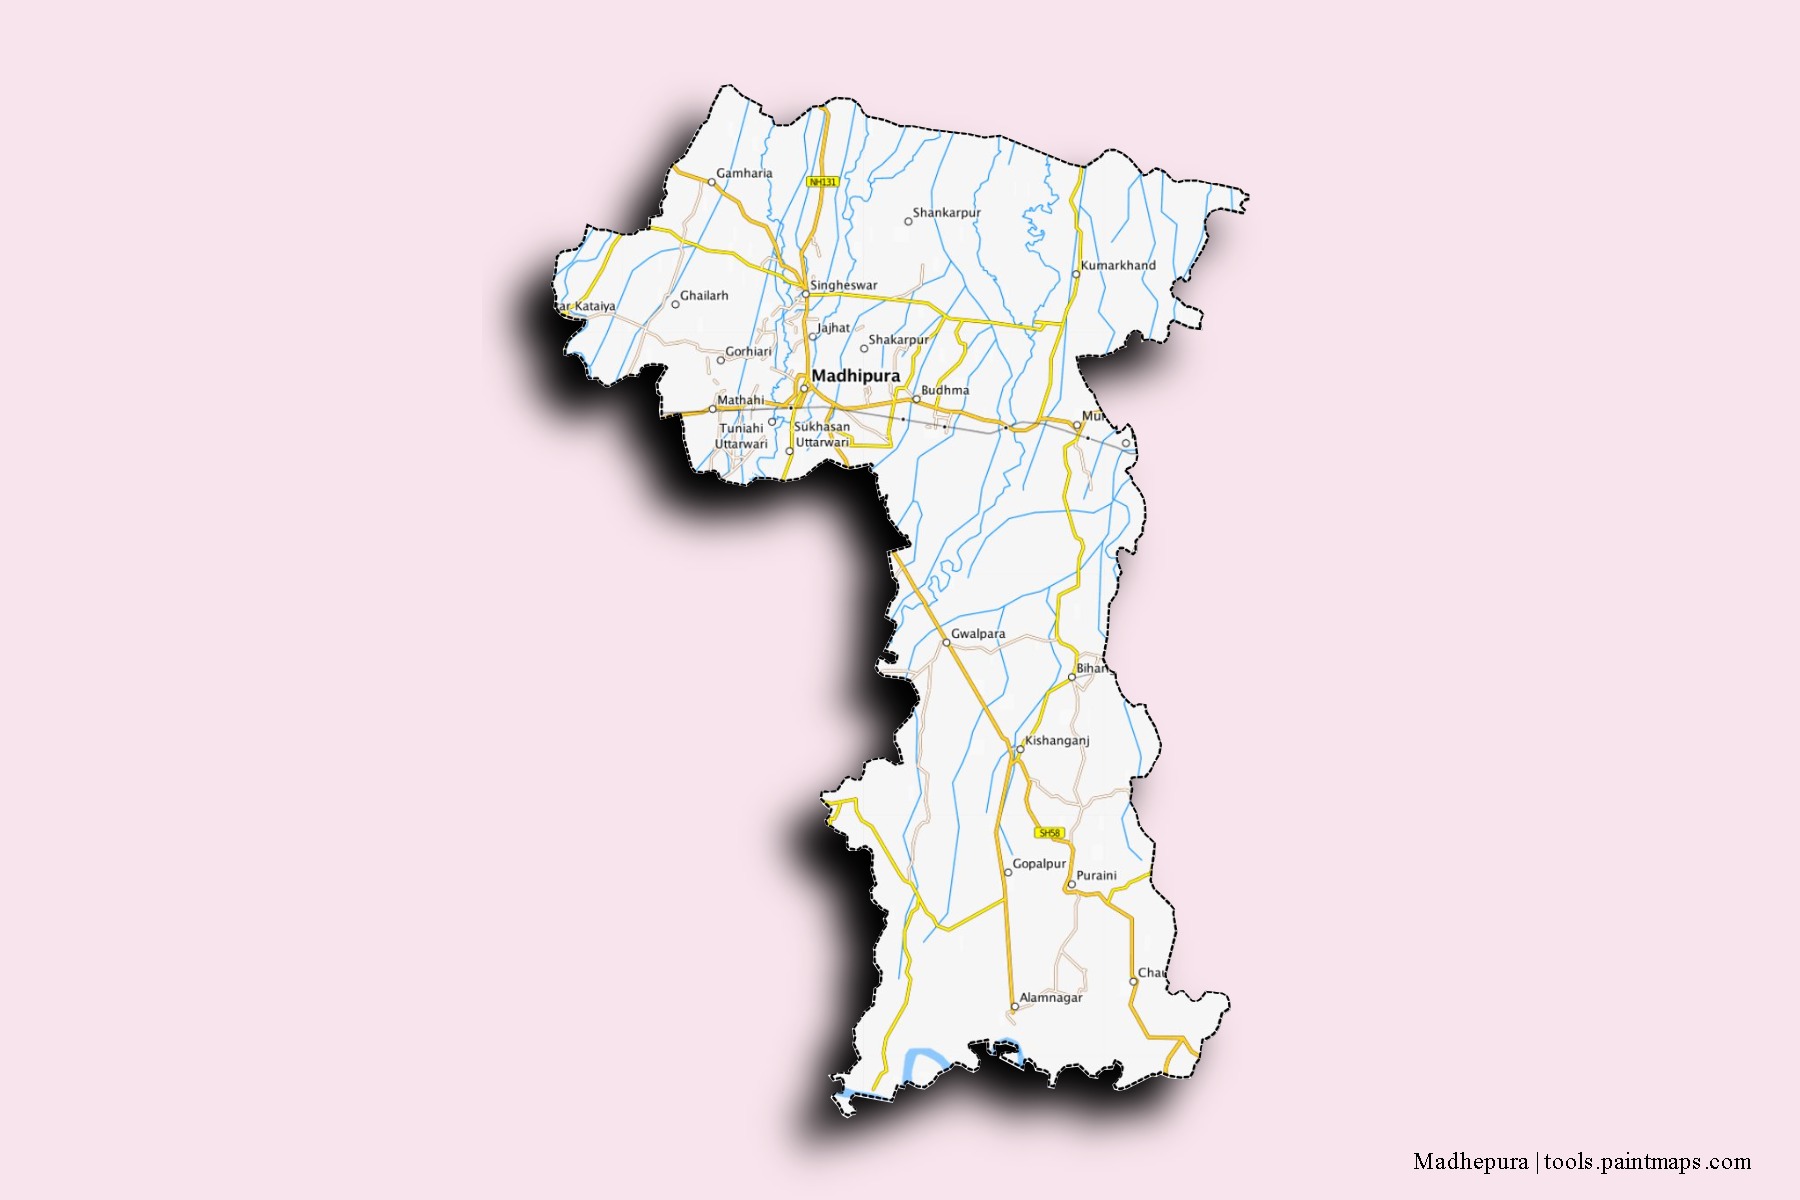 Gamharia
NH131
Shankarpur
Kumarkhand
Singheswar
Ghailarh
ar Kataiya
Jajhat
Shakarpur
Gorhiari
Madhipura
Budhma
Mathahi
Mur
Tuniahi
Uttarwari
Sukhasan
Uttarwari
Gwalpara
Bihar
Kishanganj
SH58
Gopalpur
Puraini
Chau
Alamnagar
Madhepura | tools.paintmaps.com